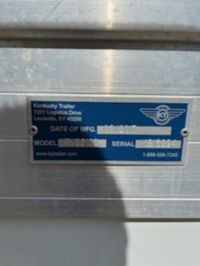 Kentucky Trailer
7201 Logistics Drive
Louisville, KY 40258
KT
DATE OF MFG.
MODEL SERIAL
www.kytrailer.com 1-888-598-7245